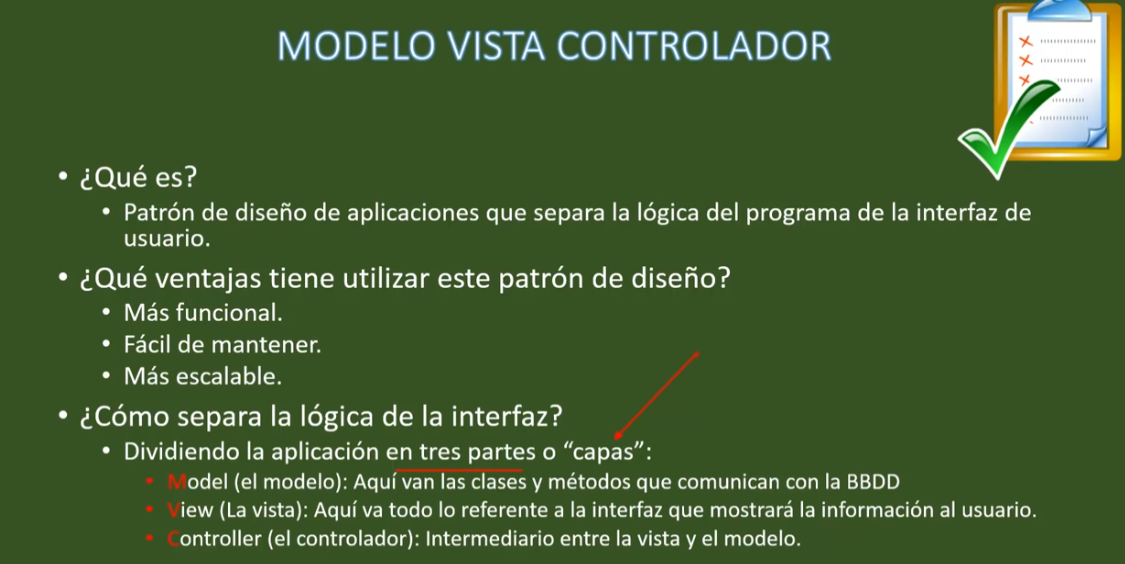 MODELO VISTA CONTROLADOR
• ¿Qué es?
• Patrón de diseño de aplicaciones que separa la lógica del programa de la interfaz de
usuario.
• ¿Qué ventajas tiene utilizar este patrón de diseño?
• Más funcional.
• Fácil de mantener.
• Más escalable.
• ¿Cómo separa la lógica de la interfaz?
• Dividiendo la aplicación en tres partes o “capas”:
• Model (el modelo): Aquí van las clases y métodos que comunican con la BBDD
• View (La vista): Aquí va todo lo referente a la interfaz que mostrará la información al usuario.
• Controller (el controlador): Intermediario entre la vista y el modelo.